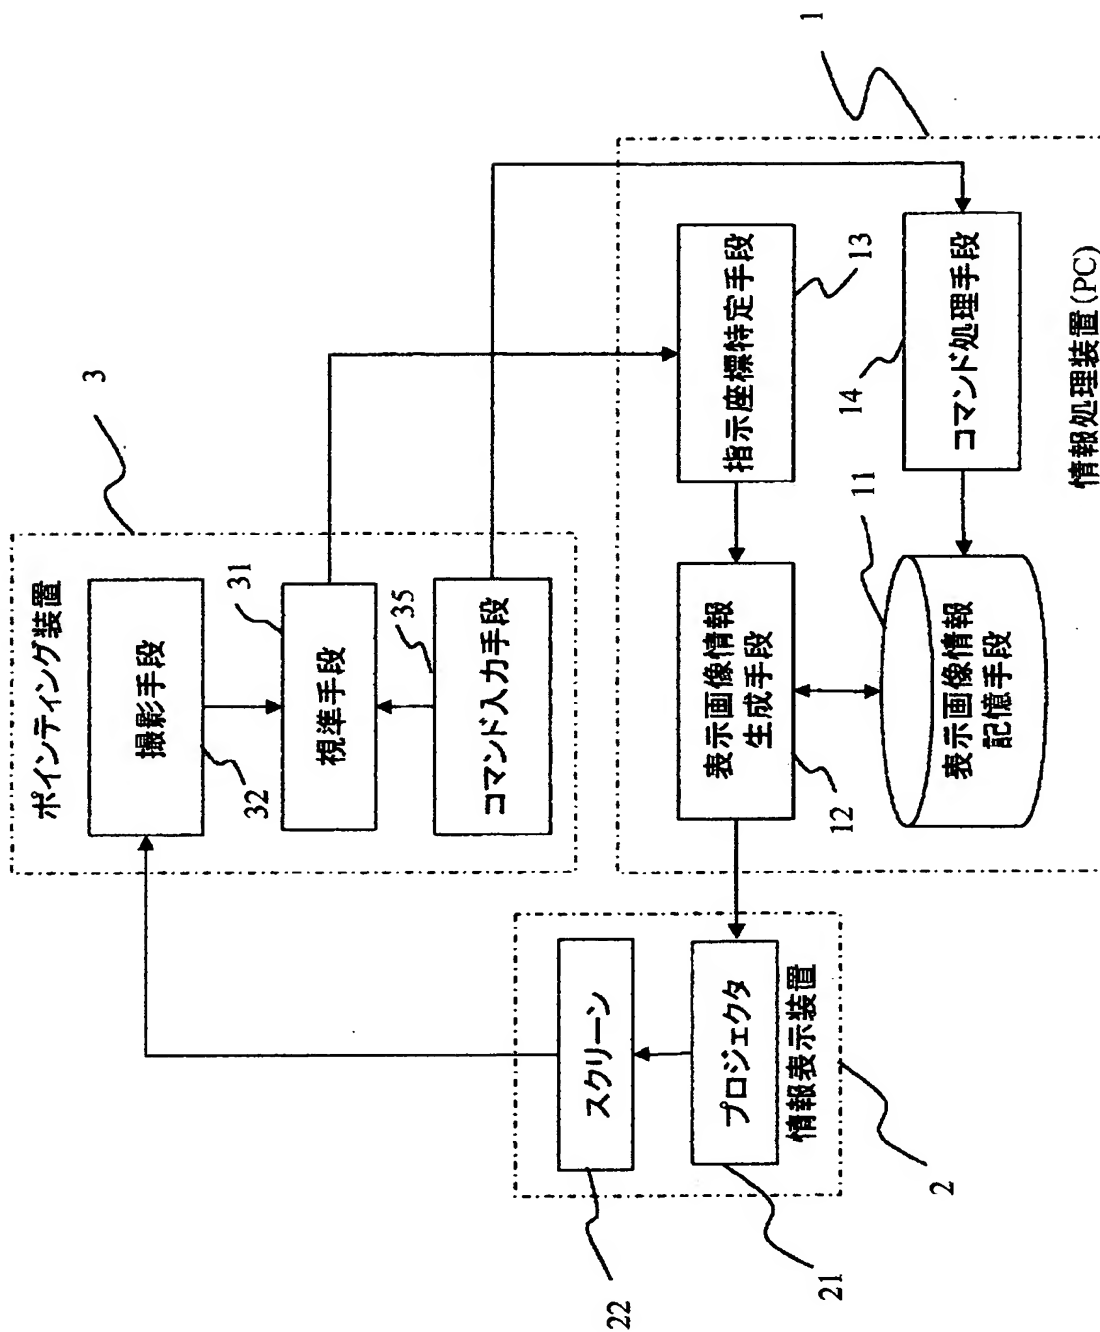 ポインティング装置
3
撮影手段
32
視準手段
31
コマンド入力手段
35
1
指示座標特定手段
13
コマンド処理手段
14
表示画像情報
生成手段
12
表示画像情報
記憶手段
11
情報処理装置(PC)
スクリーン
22
プロジェクタ
21
情報表示装置
2